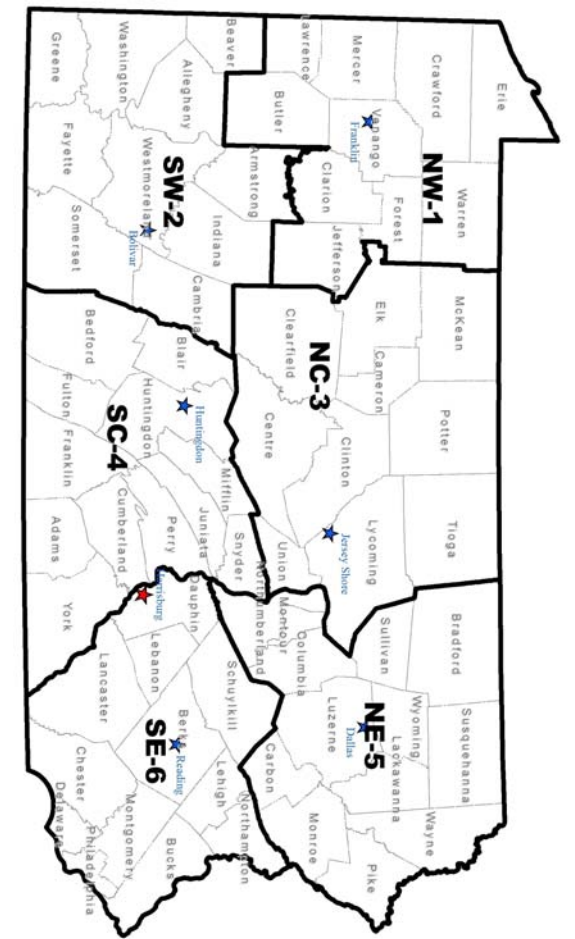 Erie
Crawford
Warren
Mercer
Venango
Franklin
Forest
Lawrence
Butler
Clarion
Jefferson
NW-1
Beaver
Allegheny
Armstrong
Indiana
Washington
Westmoreland
Bolivar
Cambria
Greene
Fayette
Somerset
SW-2
McKean
Potter
Tioga
Elk
Cameron
Clinton
Lycoming
Jersey Shore
Clearfield
Centre
Union
NC-3
Blair
Huntingdon
Huntingdon
Mifflin
Snyder
Juniata
Perry
Bedford
Fulton
Franklin
Cumberland
Adams
York
SC-4
Bradford
Susquehanna
Sullivan
Wyoming
Lackawanna
Wayne
Northumberland
Montour
Columbia
Luzerne
Dallas
Carbon
Monroe
Pike
NE-5
Harrisburg
Dauphin
Lebanon
Schuylkill
Lancaster
Berks
Reading
Lehigh
Northampton
Chester
Montgomery
Bucks
Delaware
Philadelphia
SE-6